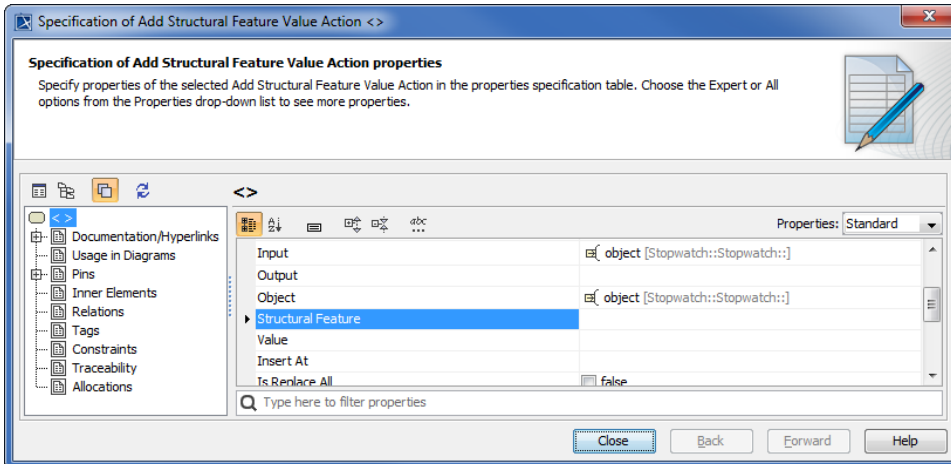 Specification of Add Structural Feature Value Action <>
Specification of Add Structural Feature Value Action properties
Specify properties of the selected Add Structural Feature Value Action in the properties specification table. Choose the Expert or All
options from the Properties drop-down list to see more properties.
<>
< >
Documentation/Hyperlinks
Usage in Diagrams
Pins
Inner Elements
Relations
Tags
Constraints
Traceability
Allocations
Properties: Standard
Input object [Stopwatch::Stopwatch::]
Output
Object object [Stopwatch::Stopwatch::]
Structural Feature
Value
Insert At
Is Replace All false
Type here to filter properties
Close Back Forward Help